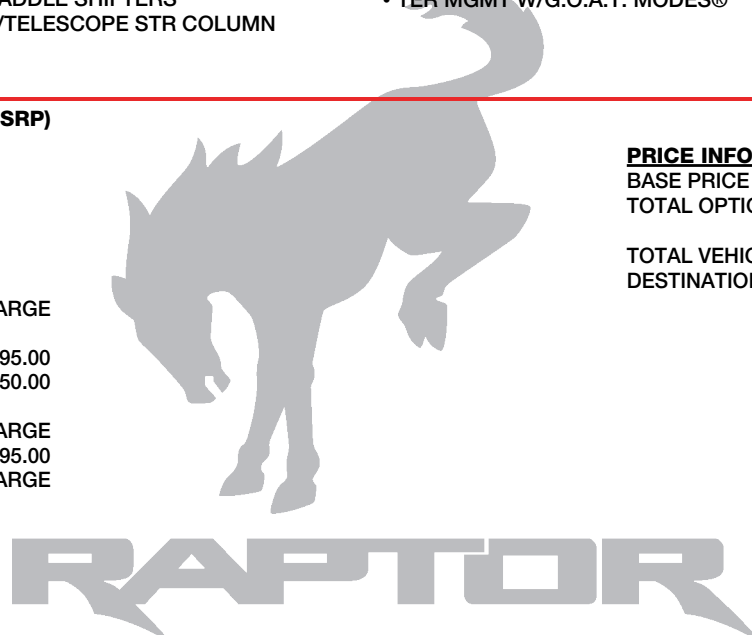 ADDLE SHIFTERS
/TELESCOPE STR COLUMN
• TER MGMT W/G.O.A.T. MODES®
SRP)
ARGE
95.00
50.00
ARGE
95.00
ARGE
PRICE INFO
BASE PRICE
TOTAL OPTIO
TOTAL VEHIC
DESTINATION
RAPTOR